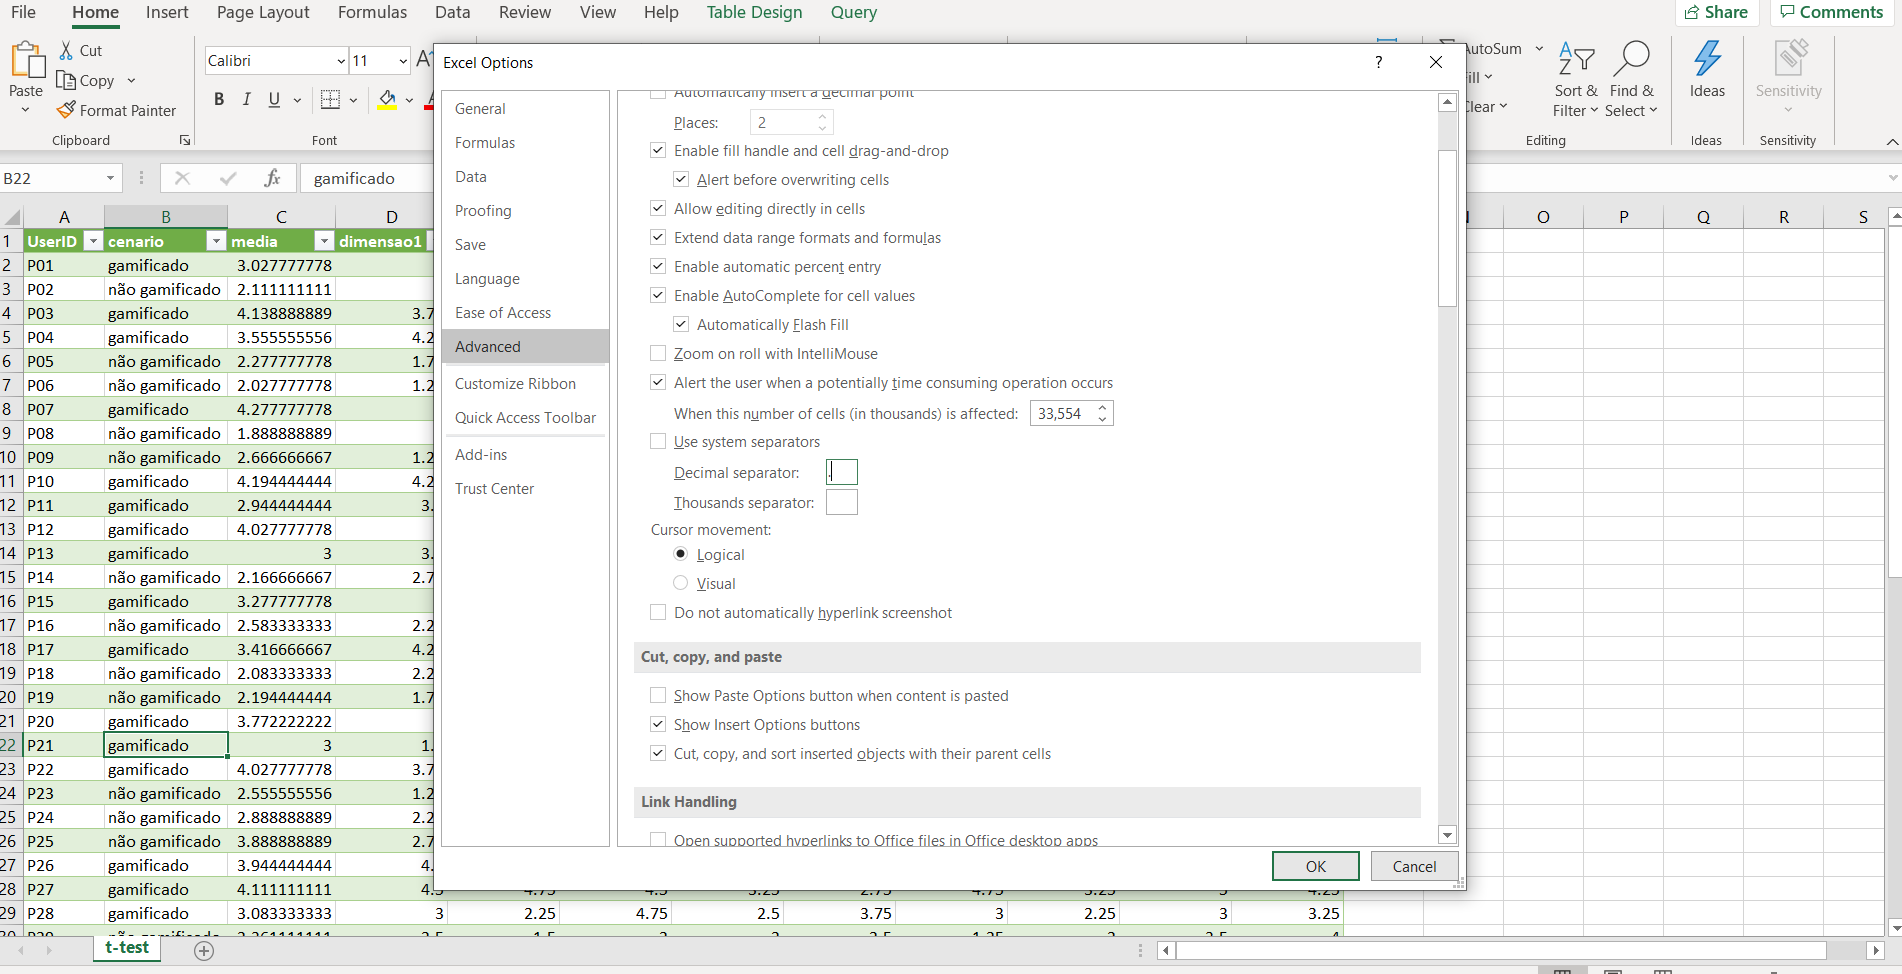 File Home Insert Page Layout Formulas Data Review View Help Table Design Query Share Comments
Paste
Cut
Copy
Format Painter
Clipboard
Calibri 11
B I U
Font
AutoSum
Fill
Clear
Sort & Filter
Find & Select
Editing
Ideas
Ideas
Sensitivity
Sensitivity
B22 fx gamificado
A B C D O P Q R S
1 UserID cenario media dimensao1
2 P01 gamificado 3.027777778
3 P02 não gamificado 2.111111111
4 P03 gamificado 4.138888889 3.7
5 P04 gamificado 3.555555556 4.2
6 P05 não gamificado 2.277777778 1.7
7 P06 não gamificado 2.027777778 1.2
8 P07 gamificado 4.277777778
9 P08 não gamificado 1.888888889
10 P09 não gamificado 2.666666667 1.2
11 P10 gamificado 4.194444444 4.2
12 P11 gamificado 2.944444444 3.
13 P12 gamificado 4.027777778
14 P13 gamificado 3 3.
15 P14 não gamificado 2.166666667 2.7
16 P15 gamificado 3.277777778
17 P16 não gamificado 2.583333333 2.2
18 P17 gamificado 3.416666667 4.2
19 P18 não gamificado 2.083333333 2.2
20 P19 não gamificado 2.194444444 1.7
21 P20 gamificado 3.772222222
22 P21 gamificado 3 1.
23 P22 gamificado 4.027777778 3.7
24 P23 não gamificado 2.555555556 1.2
25 P24 não gamificado 2.888888889 2.2
26 P25 não gamificado 3.888888889 2.7
27 P26 gamificado 3.944444444 4.
28 P27 gamificado 4.111111111 4.5 4.75 4.5 3.25 2.75 4.75 3.25 3 4.25
29 P28 gamificado 3.083333333 3 2.25 4.75 2.5 3.75 3 2.25 3 3.25
t-test
Excel Options
?
General
Formulas
Data
Proofing
Save
Language
Ease of Access
Advanced
Customize Ribbon
Quick Access Toolbar
Add-ins
Trust Center
Automatically insert a decimal point
Places: 2
Enable fill handle and cell drag-and-drop
Alert before overwriting cells
Allow editing directly in cells
Extend data range formats and formulas
Enable automatic percent entry
Enable AutoComplete for cell values
Automatically Flash Fill
Zoom on roll with IntelliMouse
Alert the user when a potentially time consuming operation occurs
When this number of cells (in thousands) is affected: 33,554
Use system separators
Decimal separator: .
Thousands separator:
Cursor movement:
Logical
Visual
Do not automatically hyperlink screenshot
Cut, copy, and paste
Show Paste Options button when content is pasted
Show Insert Options buttons
Cut, copy, and sort inserted objects with their parent cells
Link Handling
Open supported hyperlinks to Office files in Office desktop apps
OK Cancel